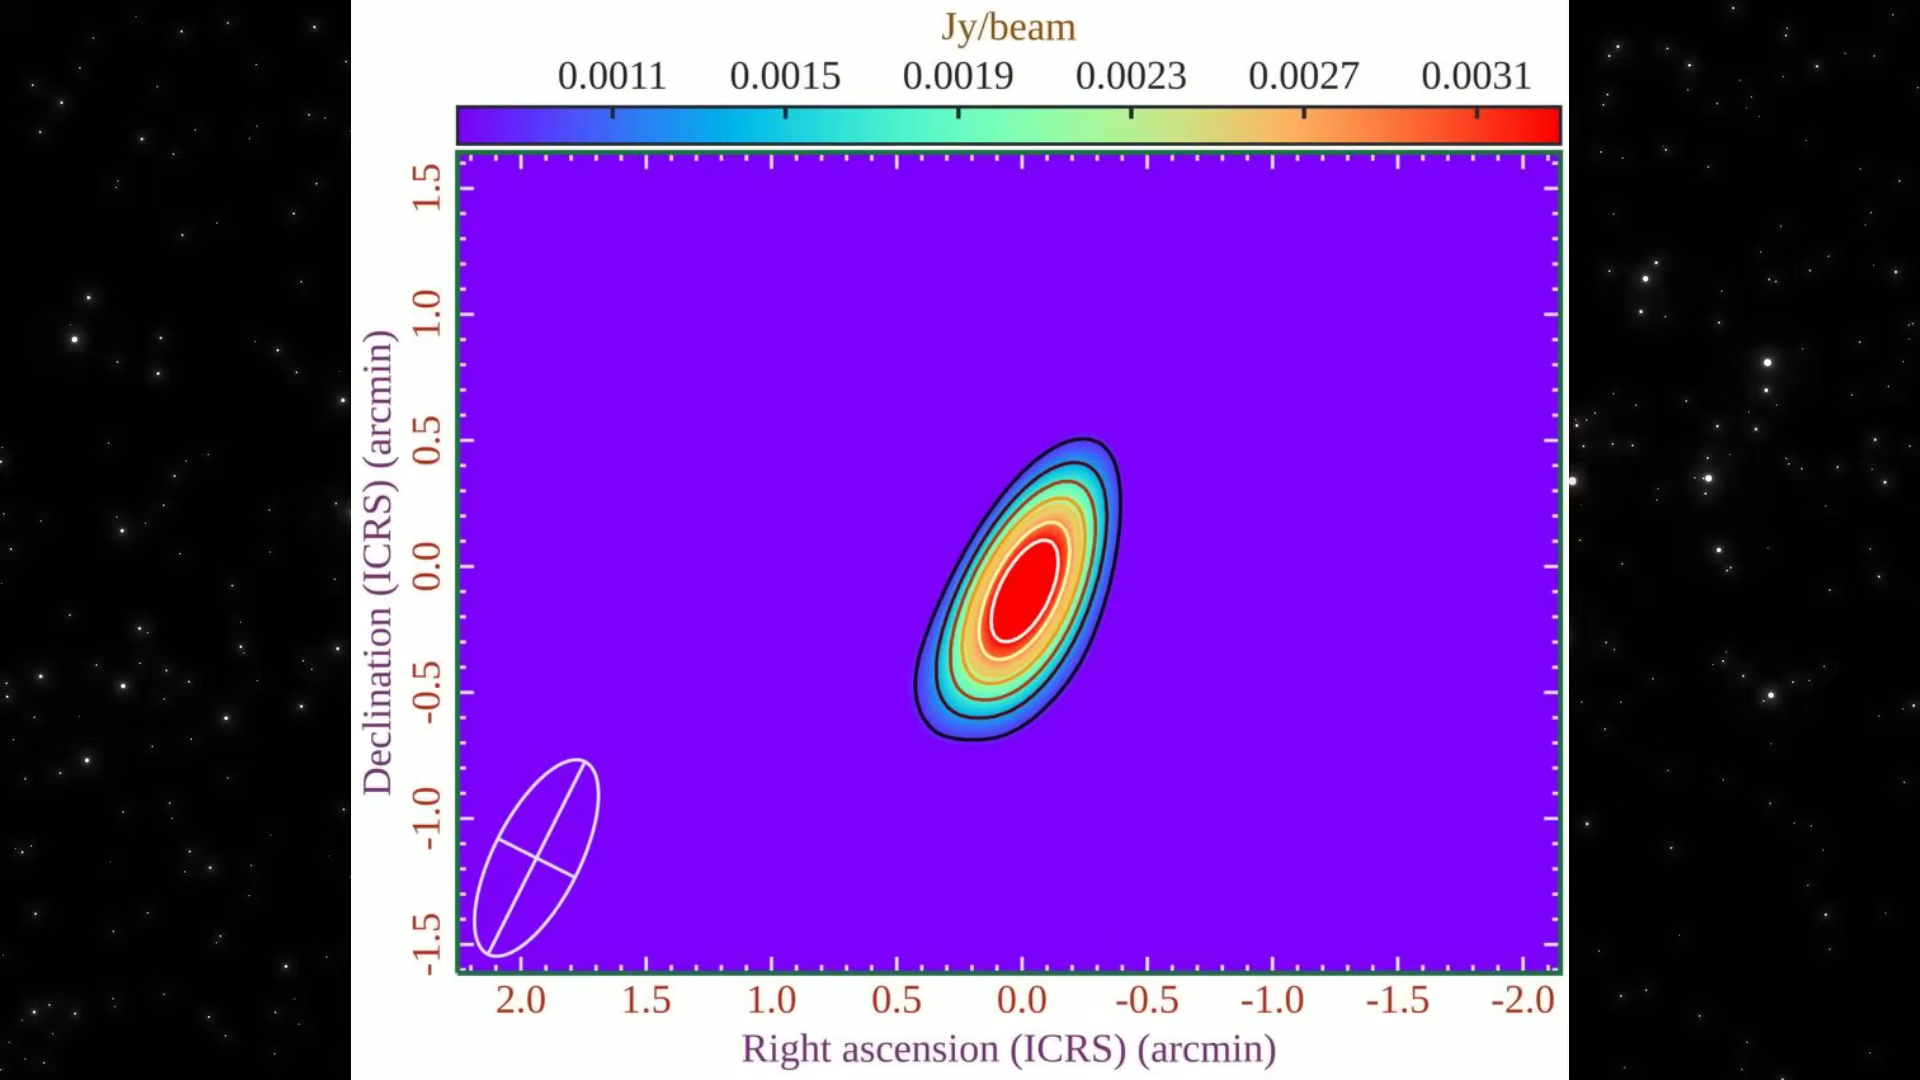 Jy/beam
0.0011 0.0015 0.0019 0.0023 0.0027 0.0031
1.5
1.0
0.5
0.0
-0.5
-1.0
-1.5
Declination (ICRS) (arcmin)
2.0 1.5 1.0 0.5 0.0 -0.5 -1.0 -1.5 -2.0
Right ascension (ICRS) (arcmin)